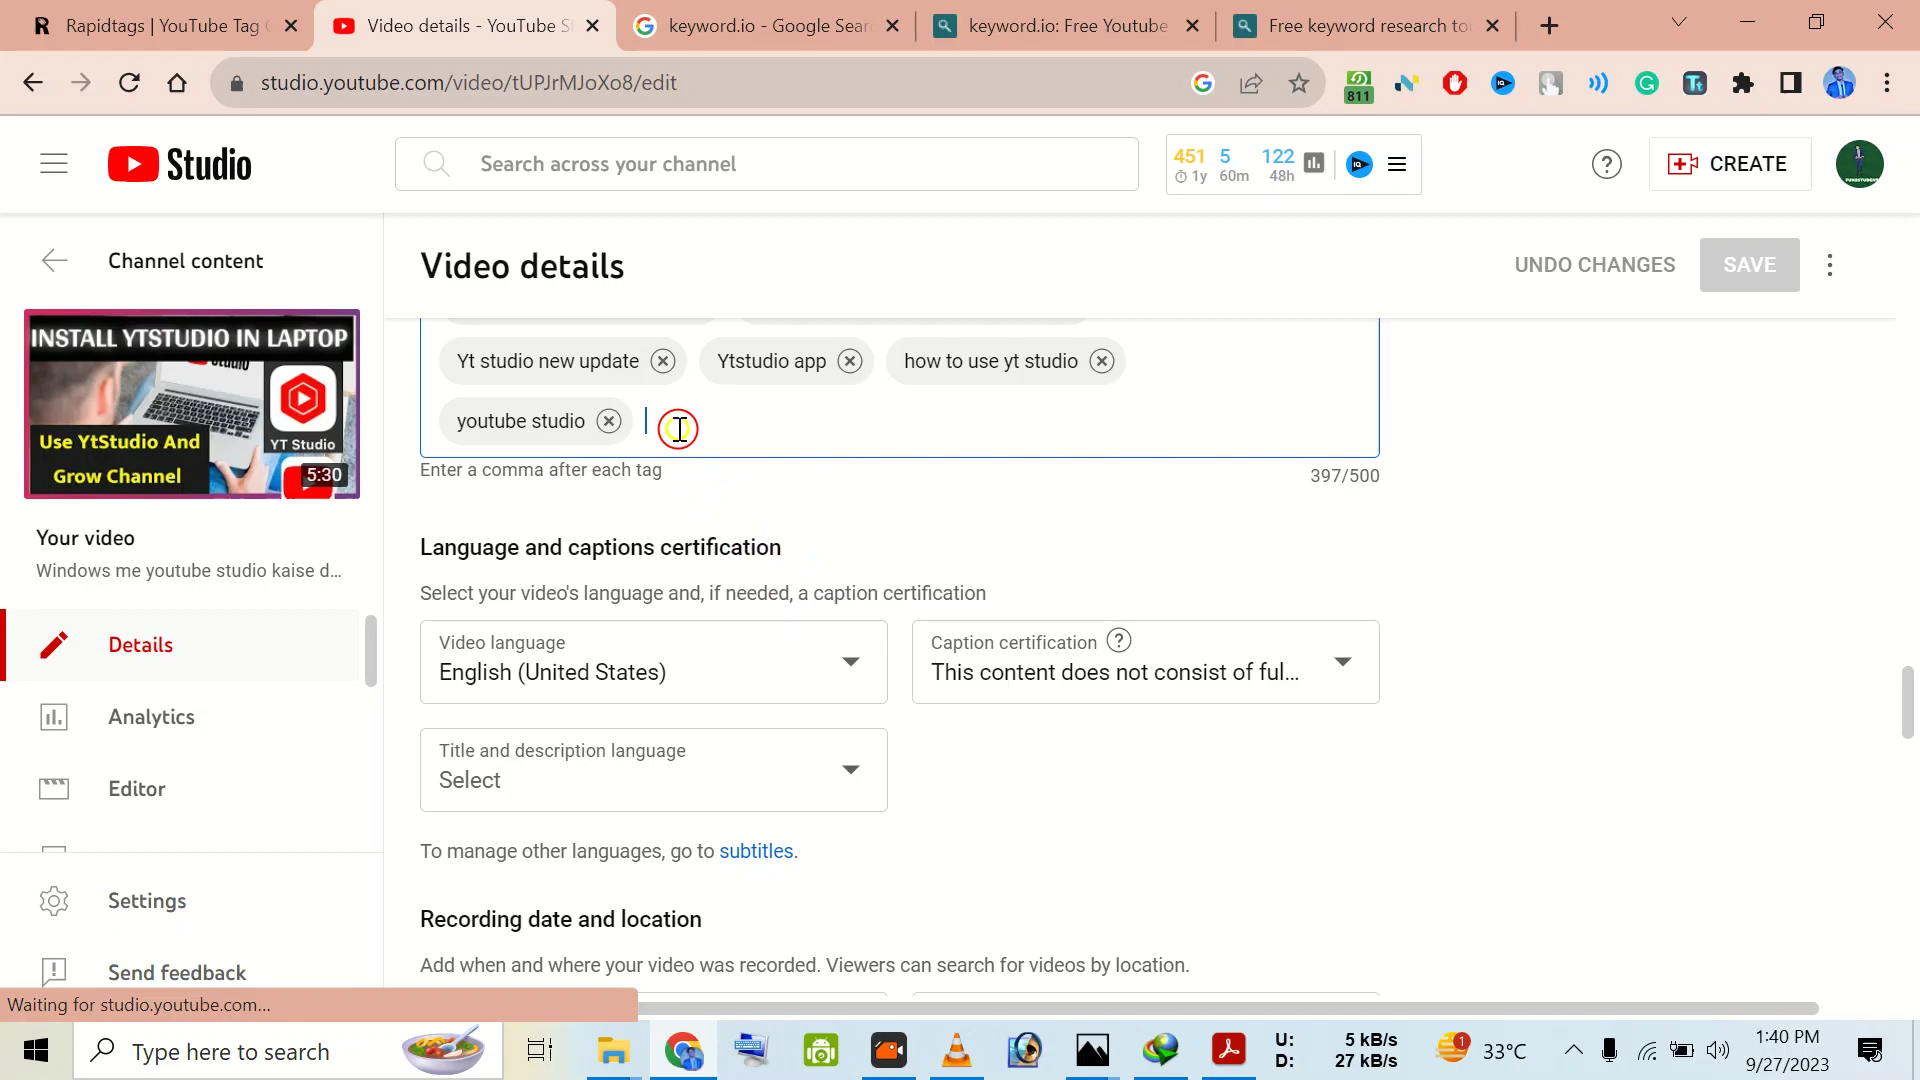 Rapidtags | YouTube Tag G
Video details - YouTube S
keyword.io - Google Sear
keyword.io: Free Youtube
Free keyword research too
studio.youtube.com/video/tUPJrMJoXo8/edit
811
Studio
Search across your channel
451 5 122
1y 60m 48h
CREATE
Channel content
Video details
UNDO CHANGES
SAVE
INSTALL YTSTUDIO IN LAPTOP
YT Studio
Use YtStudio And
Grow Channel
5:30
Yt studio new update
Ytstudio app
how to use yt studio
youtube studio
Enter a comma after each tag
397/500
Your video
Windows me youtube studio kaise d...
Language and captions certification
Select your video's language and, if needed, a caption certification
Video language
English (United States)
Caption certification
This content does not consist of ful...
Title and description language
Select
To manage other languages, go to subtitles.
Details
Analytics
Editor
Settings
Send feedback
Recording date and location
Add when and where your video was recorded. Viewers can search for videos by location.
Waiting for studio.youtube.com...
Type here to search
U: 5 kB/s
D: 27 kB/s
1
33°C
1:40 PM
9/27/2023